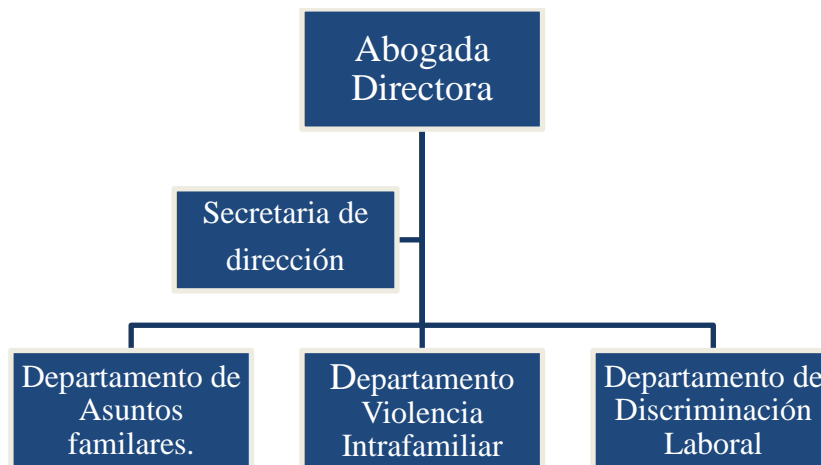 Abogada
Directora
Secretaria de
dirección
Departamento de
Asuntos
familares.
Departamento
Violencia
Intrafamiliar
Departamento de
Discriminación
Laboral